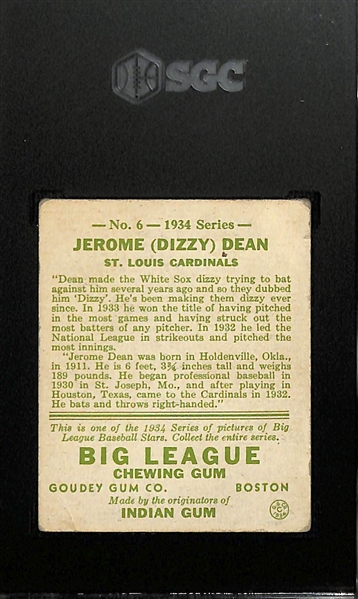 SGC
— No. 6 — 1934 Series —
JEROME (DIZZY) DEAN
ST. LOUIS CARDINALS
"Dean made the White Sox dizzy trying to bat
against him several years ago and so they dubbed
him 'Dizzy'. He's been making them dizzy ever
since. In 1933 he won the title of having pitched
in the most games and having struck out the
most batters of any pitcher. In 1932 he led the
National League in strikeouts and pitched the
most innings.
"Jerome Dean was born in Holdenville, Okla.,
in 1911. He is 6 feet, 3¾ inches tall and weighs
189 pounds. He began professional baseball in
1930 in St. Joseph, Mo., and after playing in
Houston, Texas, came to the Cardinals in 1932.
He bats and throws right-handed."
This is one of the 1934 Series of pictures of Big
League Baseball Stars. Collect the entire series.
BIG LEAGUE
CHEWING GUM
GOUDEY GUM CO. BOSTON
Made by the originators of
INDIAN GUM